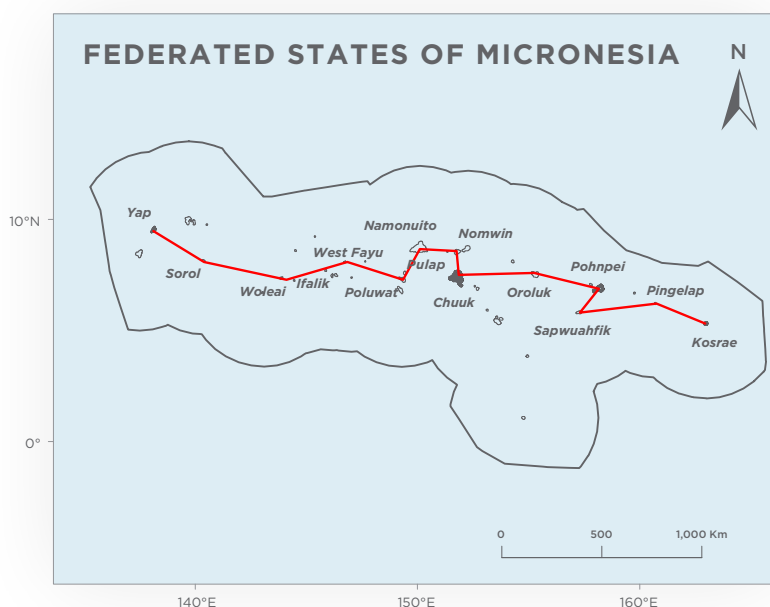 FEDERATED STATES OF MICRONESIA
N
10°N
Yap
Namonuito
Nomwin
West Fayu
Pulap
Pohnpei
Sorol
Woleai
Ifalik
Poluwat
Chuuk
Oroluk
Pingelap
Sapwuahfik
Kosrae
0°
0
500
1,000 Km
140°E
150°E
160°E